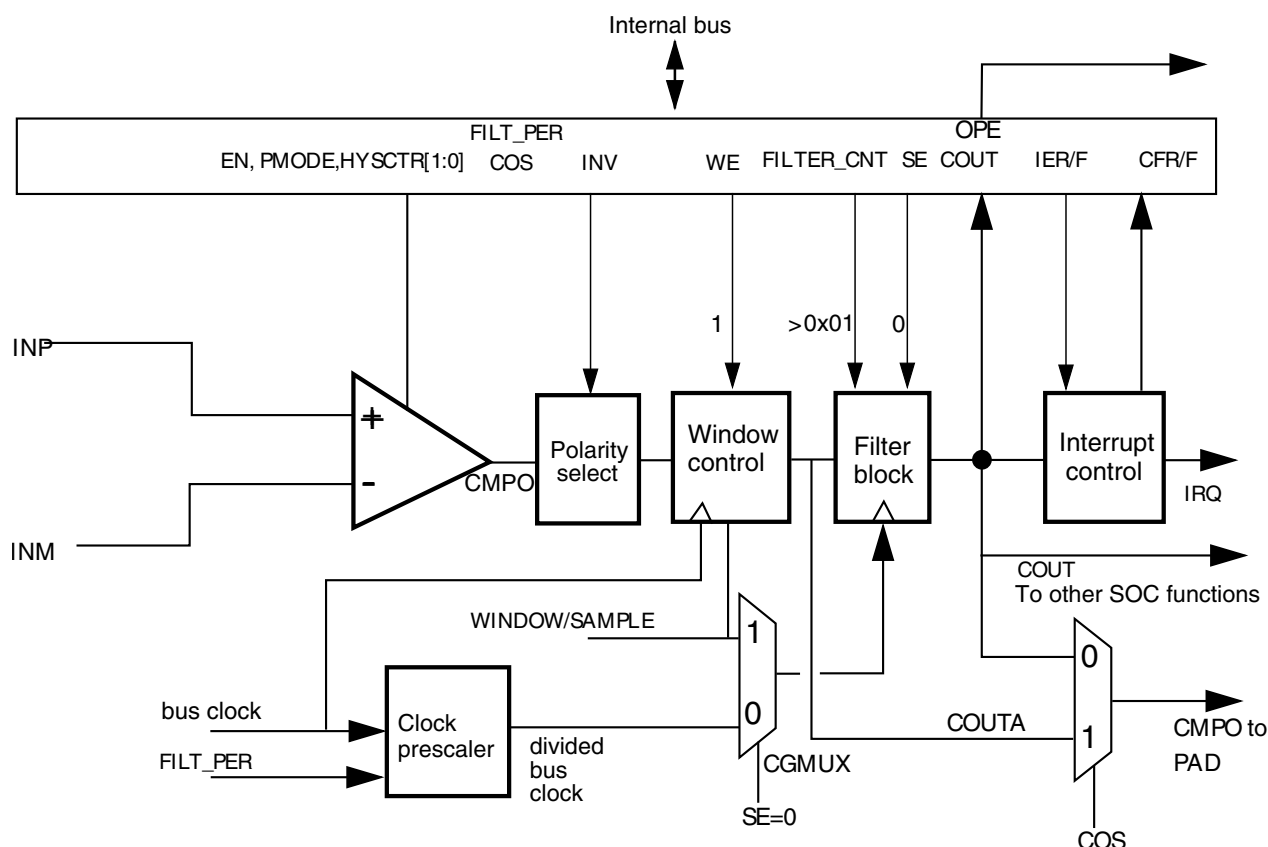 Internal bus
OPE
FILT_PER
EN, PMODE,HYSCTR[1:0]
COS
INV
WE
FILTER_CNT
SE
COUT
IER/F
CFR/F
1
>0x01
0
INP
INM
+
-
CMPO
Polarity
select
Window
control
Filter
block
Interrupt
control
IRQ
COUT
To other SOC functions
WINDOW/SAMPLE
1
0
CGMUX
SE=0
bus clock
FILT_PER
Clock
prescaler
divided
bus
clock
COUTA
0
1
COS
CMPO to
PAD